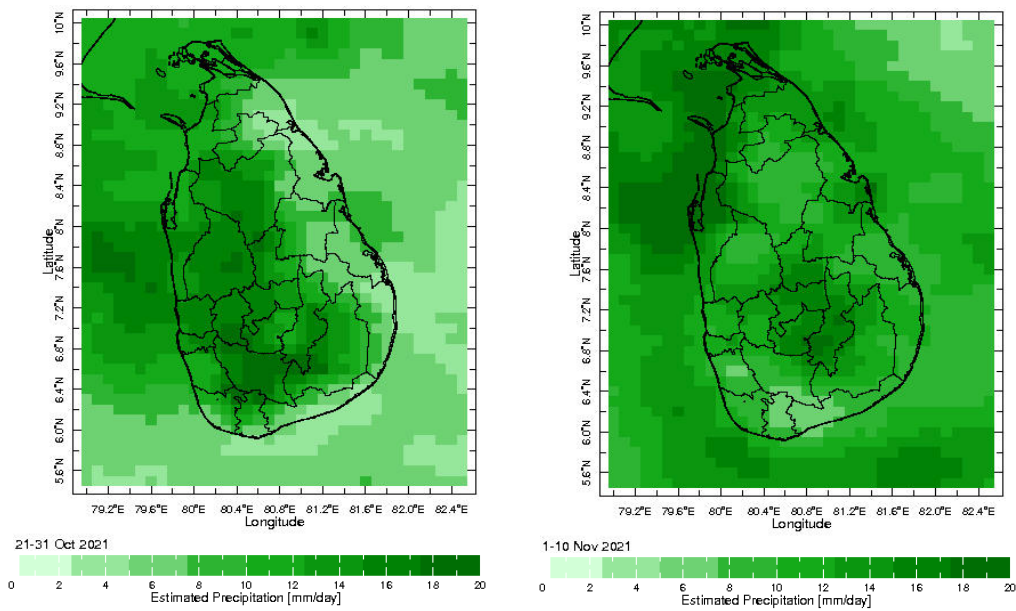 10°N
9.6°N
9.2°N
8.8°N
8.4°N
8°N
7.6°N
7.2°N
6.8°N
6.4°N
6.0°N
5.6°N
Latitude
79.2°E 79.6°E 80°E 80.4°E 80.8°E 81.2°E 81.6°E 82.0°E 82.4°E
Longitude
21-31 Oct 2021
0 2 4 6 8 10 12 14 16 18 20
Estimated Precipitation [mm/day]
10°N
9.6°N
9.2°N
8.8°N
8.4°N
8°N
7.6°N
7.2°N
6.8°N
6.4°N
6.0°N
5.6°N
Latitude
79.2°E 79.6°E 80°E 80.4°E 80.8°E 81.2°E 81.6°E 82.0°E 82.4°E
Longitude
1-10 Nov 2021
0 2 4 6 8 10 12 14 16 18 20
Estimated Precipitation [mm/day]